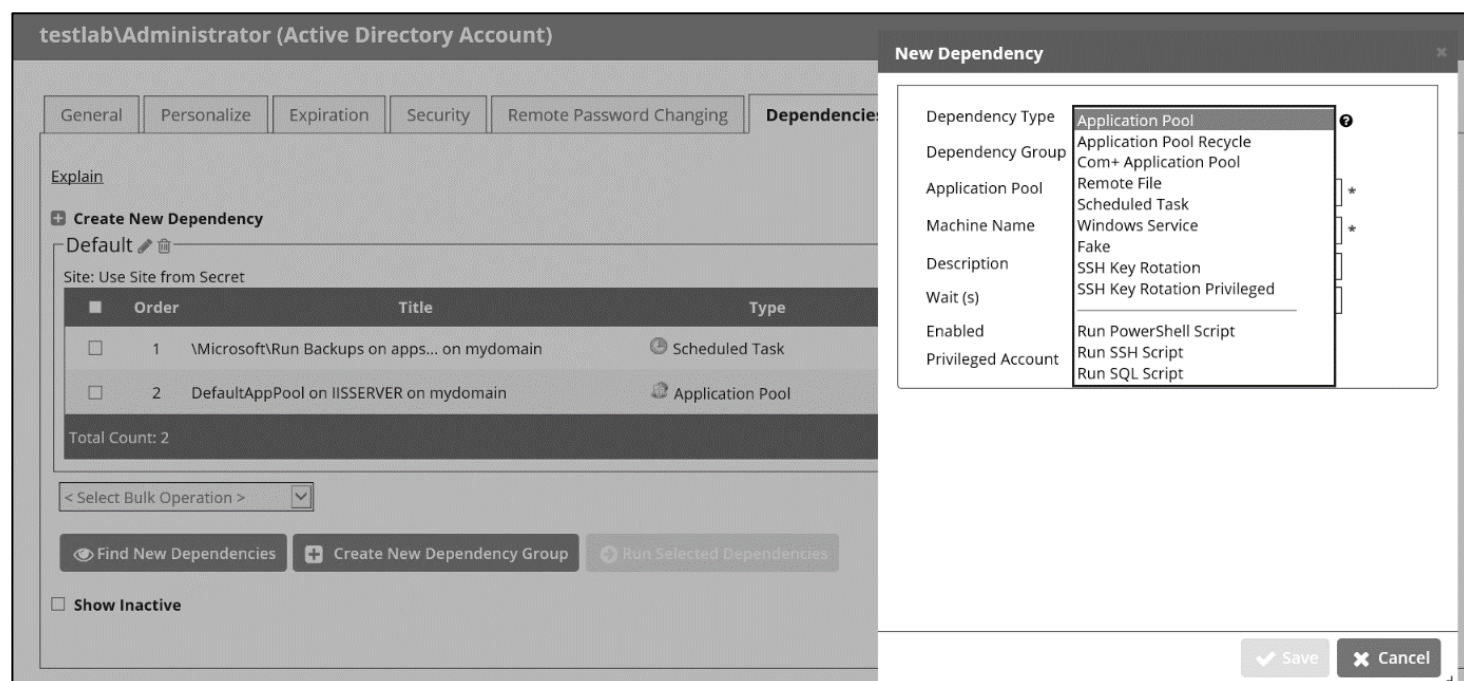 testlab\Administrator (Active Directory Account)
General Personalize Expiration Security Remote Password Changing Dependencies
Explain
Create New Dependency
Default
Site: Use Site from Secret
Order Title Type
1 \Microsoft\Run Backups on apps... on mydomain Scheduled Task
2 DefaultAppPool on IISSERVER on mydomain Application Pool
Total Count: 2
< Select Bulk Operation >
Find New Dependencies Create New Dependency Group Run Selected Dependencies
Show Inactive
New Dependency
Dependency Type
Dependency Group
Application Pool *
Machine Name *
Description
Wait (s)
Enabled
Privileged Account
Application Pool
Application Pool Recycle
Com+ Application Pool
Remote File
Scheduled Task
Windows Service
Fake
SSH Key Rotation
SSH Key Rotation Privileged
Run PowerShell Script
Run SSH Script
Run SQL Script
Save Cancel